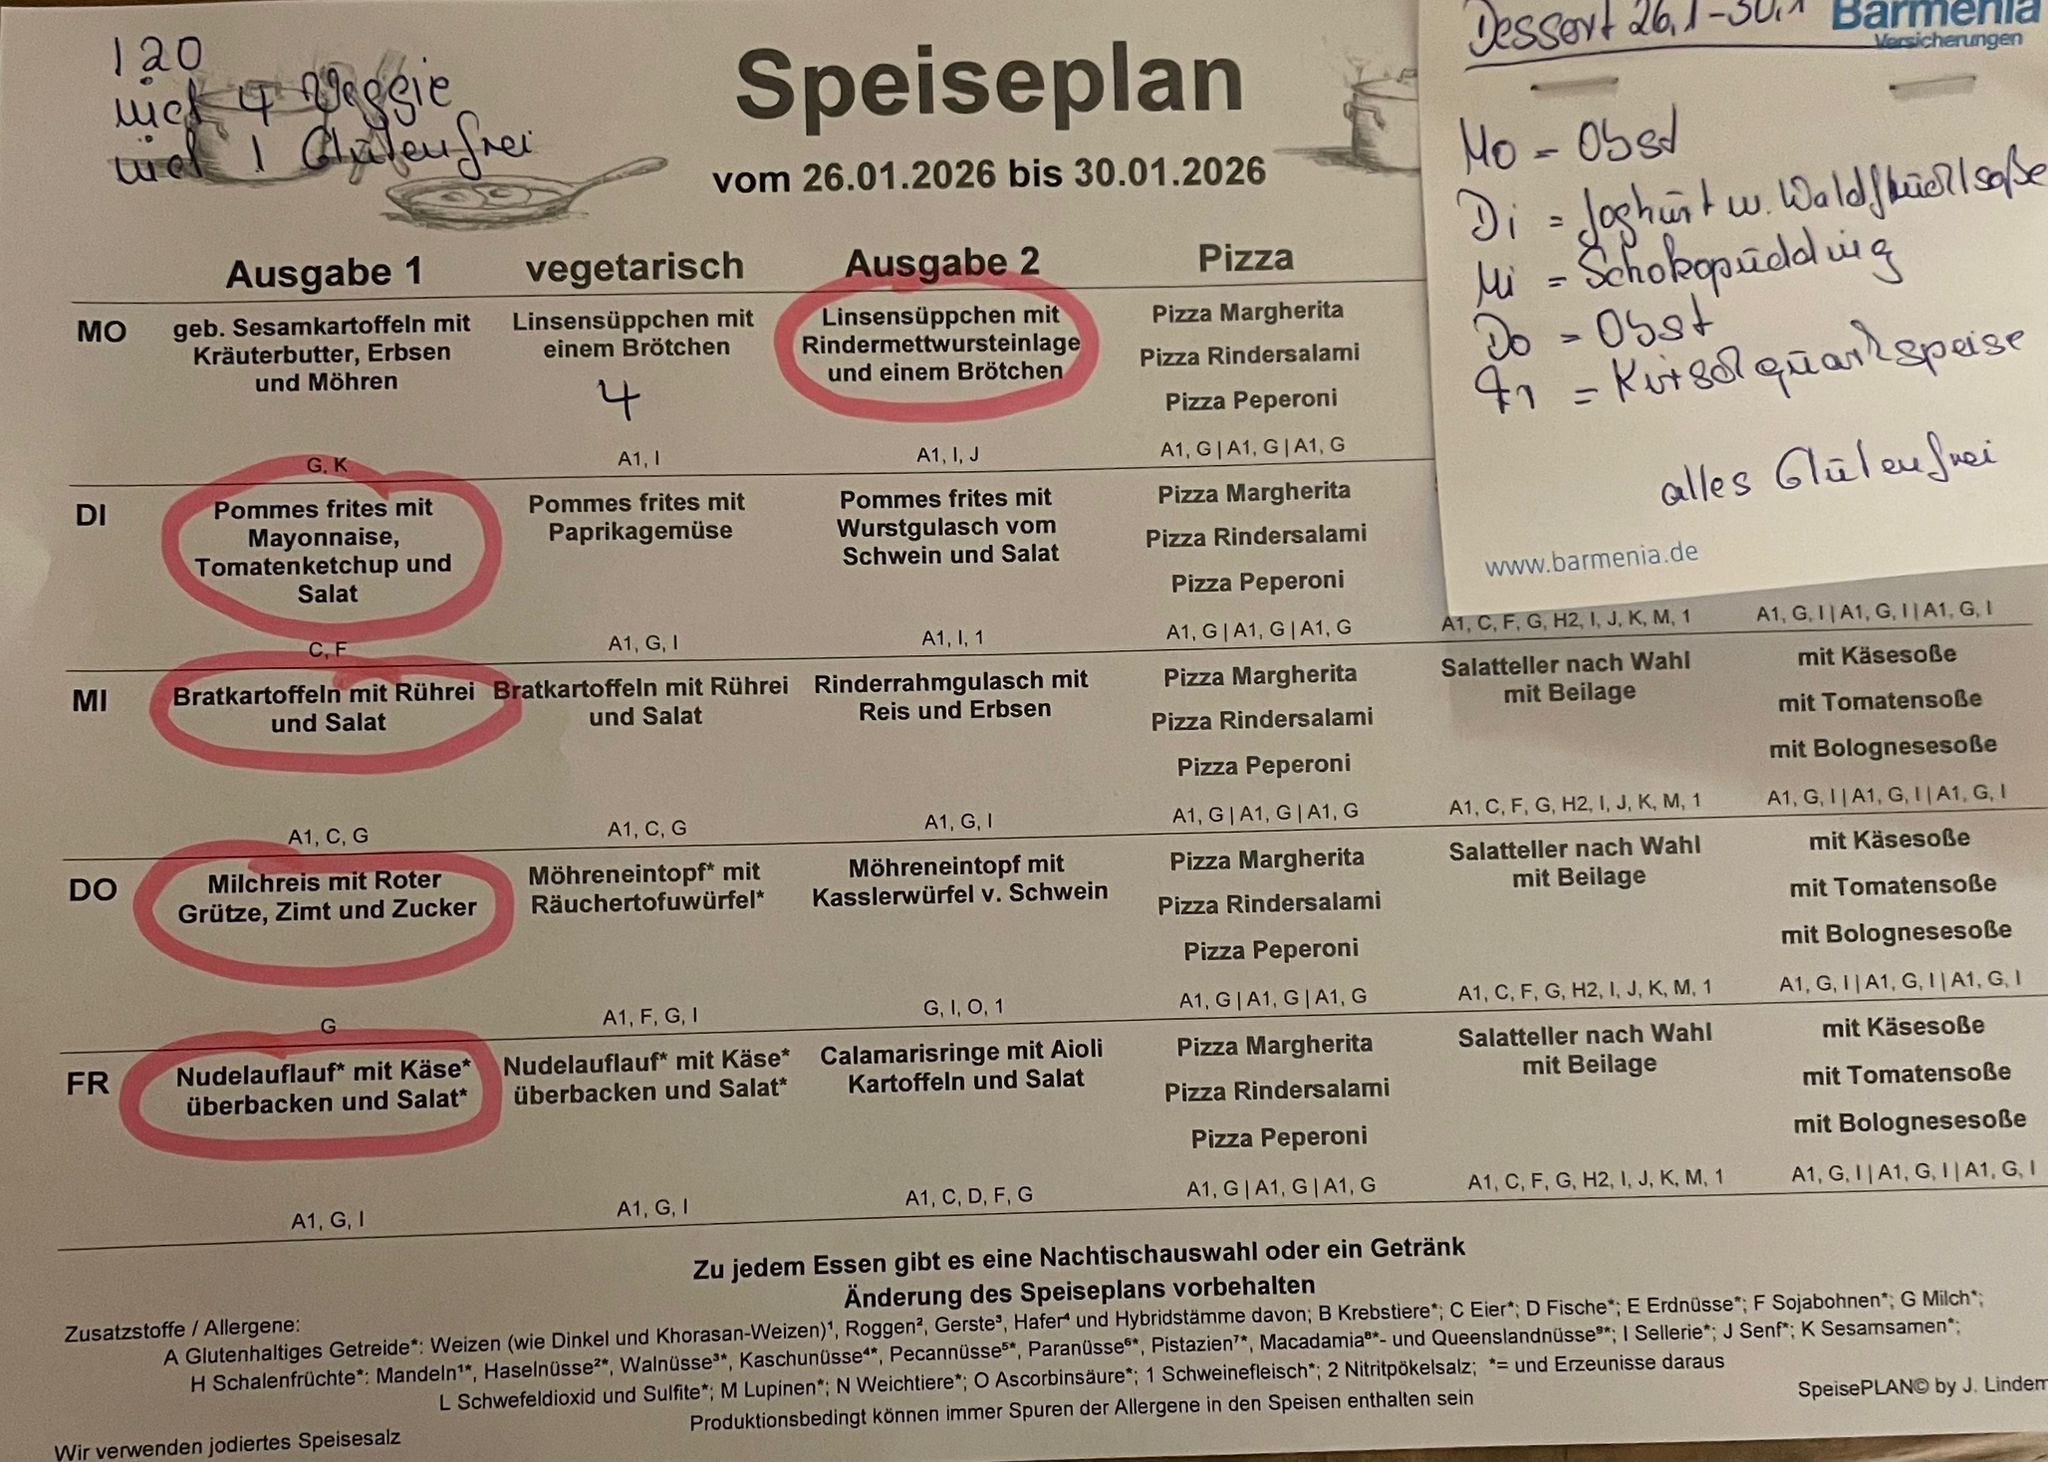 120
incl 4 Veggie
incl 1 Glutenfrei
Speiseplan
vom 26.01.2026 bis 30.01.2026
Dessert 26.1-30.1
Barmenia
Versicherungen
Mo = Obst
Di = Joghurt w. Waldfruchtsoße
Mi = Schokopudding
Do = Obst
Fr = Kirschquarkspeise
alles Glutenfrei
www.barmenia.de
Ausgabe 1
vegetarisch
Ausgabe 2
Pizza
MO
geb. Sesamkartoffeln mit
Kräuterbutter, Erbsen
und Möhren
G, K
Linsensüppchen mit
einem Brötchen
4
A1, I
Linsensüppchen mit
Rindermettwursteinlage
und einem Brötchen
A1, I, J
Pizza Margherita
Pizza Rindersalami
Pizza Peperoni
A1, G | A1, G | A1, G
DI
Pommes frites mit
Mayonnaise,
Tomatenketchup und
Salat
C, F
Pommes frites mit
Paprikagemüse
A1, G, I
Pommes frites mit
Wurstgulasch vom
Schwein und Salat
A1, I, 1
Pizza Margherita
Pizza Rindersalami
Pizza Peperoni
A1, G | A1, G | A1, G
A1, C, F, G, H2, I, J, K, M, 1
A1, G, I | A1, G, I | A1, G, I
MI
Bratkartoffeln mit Rührei
und Salat
A1, C, G
Bratkartoffeln mit Rührei
und Salat
A1, C, G
Rinderrahmgulasch mit
Reis und Erbsen
A1, G, I
Pizza Margherita
Pizza Rindersalami
Pizza Peperoni
A1, G | A1, G | A1, G
Salatteller nach Wahl
mit Beilage
A1, C, F, G, H2, I, J, K, M, 1
mit Käsesoße
mit Tomatensoße
mit Bolognesesoße
A1, G, I | A1, G, I | A1, G, I
DO
Milchreis mit Roter
Grütze, Zimt und Zucker
G
Möhreneintopf* mit
Räuchertofuwürfel*
A1, F, G, I
Möhreneintopf mit
Kasslerwürfel v. Schwein
G, I, O, 1
Pizza Margherita
Pizza Rindersalami
Pizza Peperoni
A1, G | A1, G | A1, G
Salatteller nach Wahl
mit Beilage
A1, C, F, G, H2, I, J, K, M, 1
mit Käsesoße
mit Tomatensoße
mit Bolognesesoße
A1, G, I | A1, G, I | A1, G, I
FR
Nudelauflauf* mit Käse*
überbacken und Salat*
A1, G, I
Nudelauflauf* mit Käse*
überbacken und Salat*
A1, G, I
Calamarisringe mit Aioli
Kartoffeln und Salat
A1, C, D, F, G
Pizza Margherita
Pizza Rindersalami
Pizza Peperoni
A1, G | A1, G | A1, G
Salatteller nach Wahl
mit Beilage
A1, C, F, G, H2, I, J, K, M, 1
mit Käsesoße
mit Tomatensoße
mit Bolognesesoße
A1, G, I | A1, G, I | A1, G, I
Zu jedem Essen gibt es eine Nachtischauswahl oder ein Getränk
Änderung des Speiseplans vorbehalten
Zusatzstoffe / Allergene:
A Glutenhaltiges Getreide*: Weizen (wie Dinkel und Khorasan-Weizen)¹, Roggen², Gerste³, Hafer⁴ und Hybridstämme davon; B Krebstiere*; C Eier*; D Fische*; E Erdnüsse*; F Sojabohnen*; G Milch*;
H Schalenfrüchte*: Mandeln¹*, Haselnüsse²*, Walnüsse³*, Kaschunüsse⁴*, Pecannüsse⁵*, Paranüsse⁶*, Pistazien⁷*, Macadamia⁸*- und Queenslandnüsse⁹*; I Sellerie*; J Senf*; K Sesamsamen*;
L Schwefeldioxid und Sulfite*; M Lupinen*; N Weichtiere*; O Ascorbinsäure*; 1 Schweinefleisch*; 2 Nitritpökelsalz; *= und Erzeunisse daraus
Produktionsbedingt können immer Spuren der Allergene in den Speisen enthalten sein
SpeisePLAN© by J. Lindem
Wir verwenden jodiertes Speisesalz